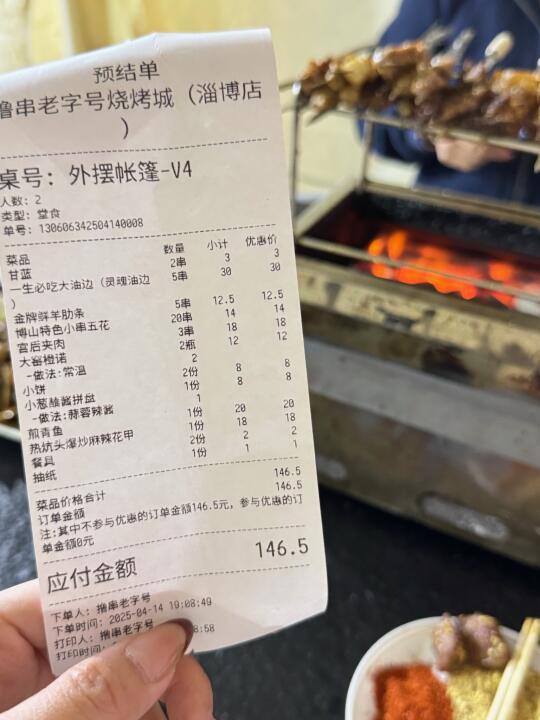 预结单
撸串老字号烧烤城（淄博店
）
桌号：外摆帐篷-V4
人数：2
类型：堂食
单号：130606342504140008
菜品 数量 小计 优惠价
甘蓝 2串 3 3
一生必吃大油边（灵魂油边 5串 30 30
）
金牌鲜羊肋条 5串 12.5 12.5
博山特色小串五花 20串 14 14
宫后夹肉 3串 18 18
大窑橙诺 2瓶 12 12
-做法:常温 2
小饼 2份 8 8
小葱蘸酱拼盘 1份 8 8
-做法:蒜蓉辣酱 1
煎青鱼 1份 20 20
热炕头爆炒麻辣花甲 1份 18 18
餐具 2份 2 2
抽纸 1份 1 1
菜品价格合计 146.5
订单金额 146.5
注:其中不参与优惠的订单金额146.5元，参与优惠的订
单金额0元
应付金额 146.5
下单人：撸串老字号
下单时间：2025-04-14 19:08:49
打印人：撸串老字号
打印时间： 8:58